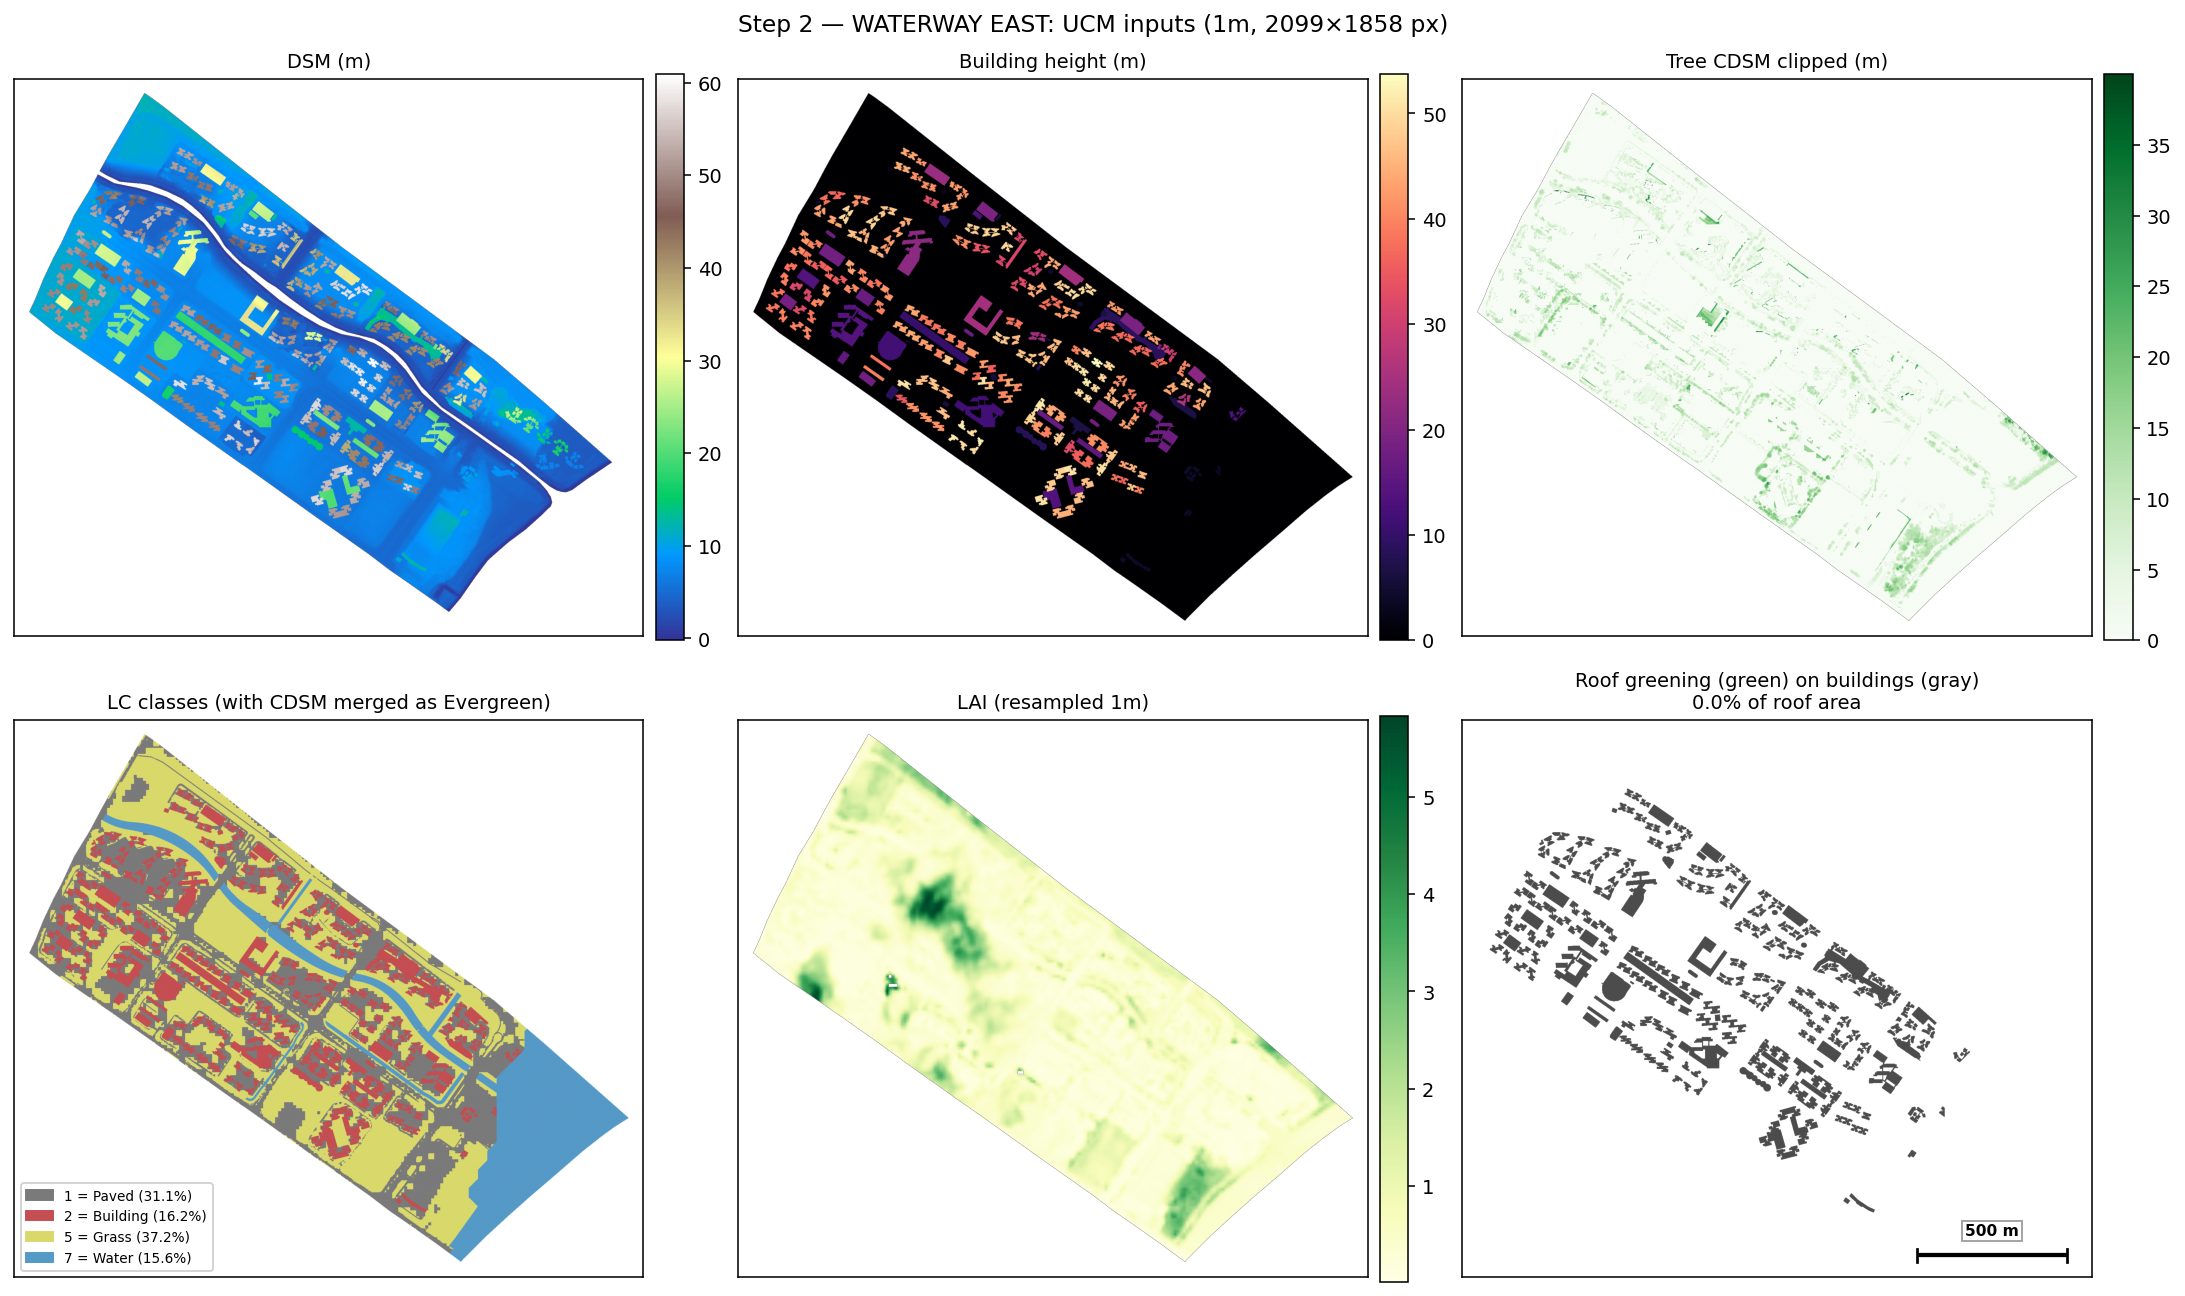 Step 2 — WATERWAY EAST: UCM inputs (1m, 2099×1858 px)
DSM (m)
60
50
40
30
20
10
0
Building height (m)
50
40
30
20
10
0
Tree CDSM clipped (m)
35
30
25
20
15
10
5
0
LC classes (with CDSM merged as Evergreen)
1 = Paved (31.1%)
2 = Building (16.2%)
5 = Grass (37.2%)
7 = Water (15.6%)
LAI (resampled 1m)
5
4
3
2
1
Roof greening (green) on buildings (gray)
0.0% of roof area
500 m